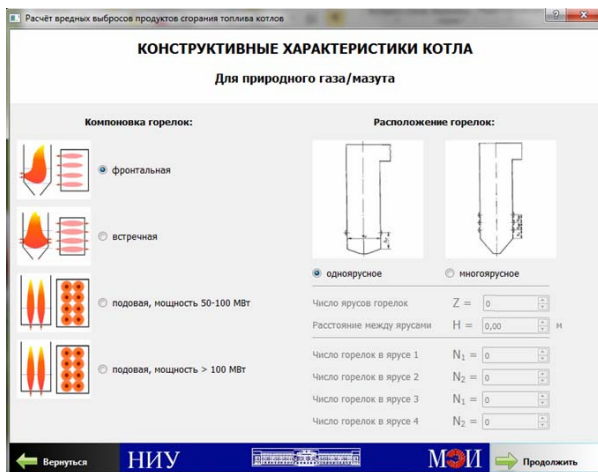 Расчёт вредных выбросов продуктов сгорания топлива котлов
КОНСТРУКТИВНЫЕ ХАРАКТЕРИСТИКИ КОТЛА
Для природного газа/мазута
Компоновка горелок:
фронтальная
встречная
подовая, мощность 50-100 МВт
подовая, мощность > 100 МВт
Расположение горелок:
одноярусное
многоярусное
Число ярусов горелок Z = 0
Расстояние между ярусами H = 0,00 м
Число горелок в ярусе 1 N₁ = 0
Число горелок в ярусе 2 N₂ = 0
Число горелок в ярусе 3 N₁ = 0
Число горелок в ярусе 4 N₂ = 0
Вернуться
НИУ
МЭИ
Продолжить